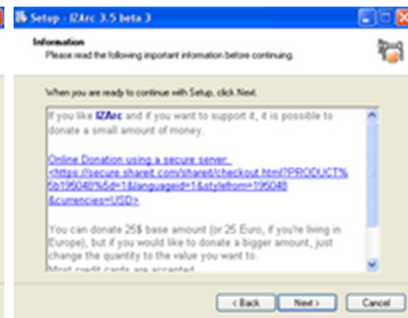 Setup - IZArc 3.5 beta 3
Information
Please read the following important information before continuing.
When you are ready to continue with Setup, click Next.
If you like IZArc and if you want to support it, it is possible to
donate a small amount of money:
Online Donation using a secure server:
<https://secure.shareit.com/shareit/checkout.html?PRODUCT%
5b195048%5d=1&languageid=1&stylefrom=195048
&currencies=USD>
You can donate 25$ base amount (or 25 Euro, if you're living in
Europe), but if you would like to donate a bigger amount, just
change the quantity to the value you want to.
Most credit cards are accepted
< Back
Next >
Cancel